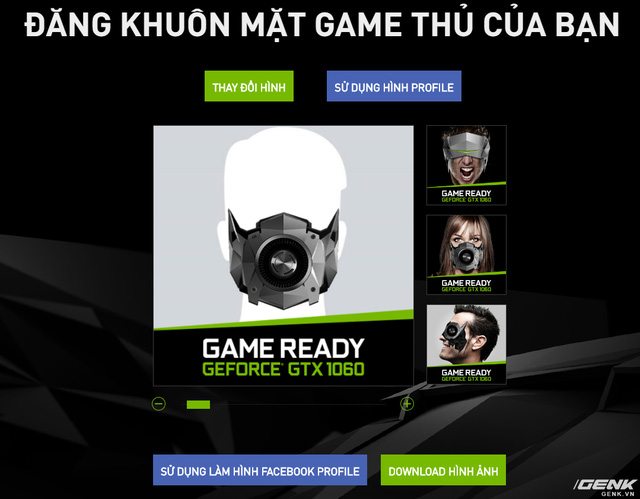 ĐĂNG KHUÔN MẶT GAME THỦ CỦA BẠN
THAY ĐỔI HÌNH
SỬ DỤNG HÌNH PROFILE
GAME READY
GEFORCE® GTX 1060
GAME READY
GEFORCE GTX 1060
GAME READY
GEFORCE GTX 1060
GAME READY
GEFORCE GTX 1060
SỬ DỤNG LÀM HÌNH FACEBOOK PROFILE
DOWNLOAD HÌNH ẢNH
GENK
GENK.VN